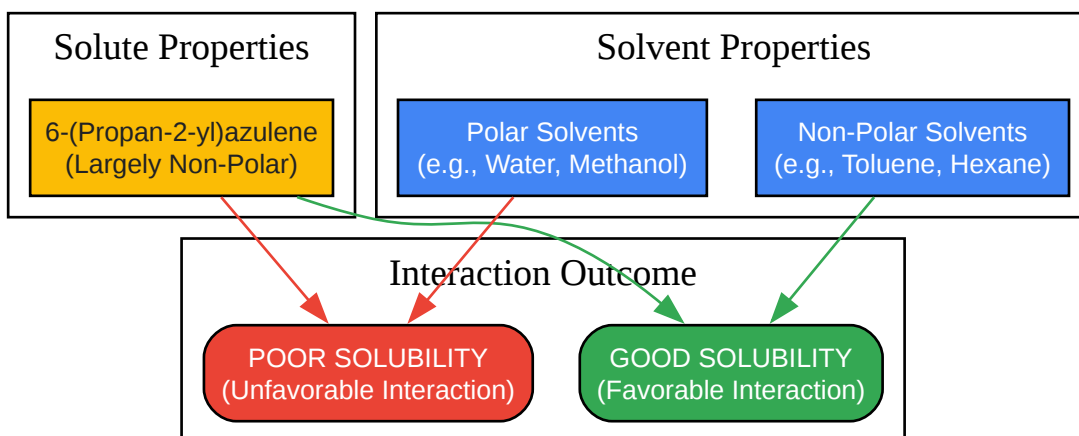 Solute Properties
Solvent Properties
6-(Propan-2-yl)azulene
(Largely Non-Polar)
Polar Solvents
(e.g., Water, Methanol)
Non-Polar Solvents
(e.g., Toluene, Hexane)
Interaction Outcome
POOR SOLUBILITY
(Unfavorable Interaction)
GOOD SOLUBILITY
(Favorable Interaction)